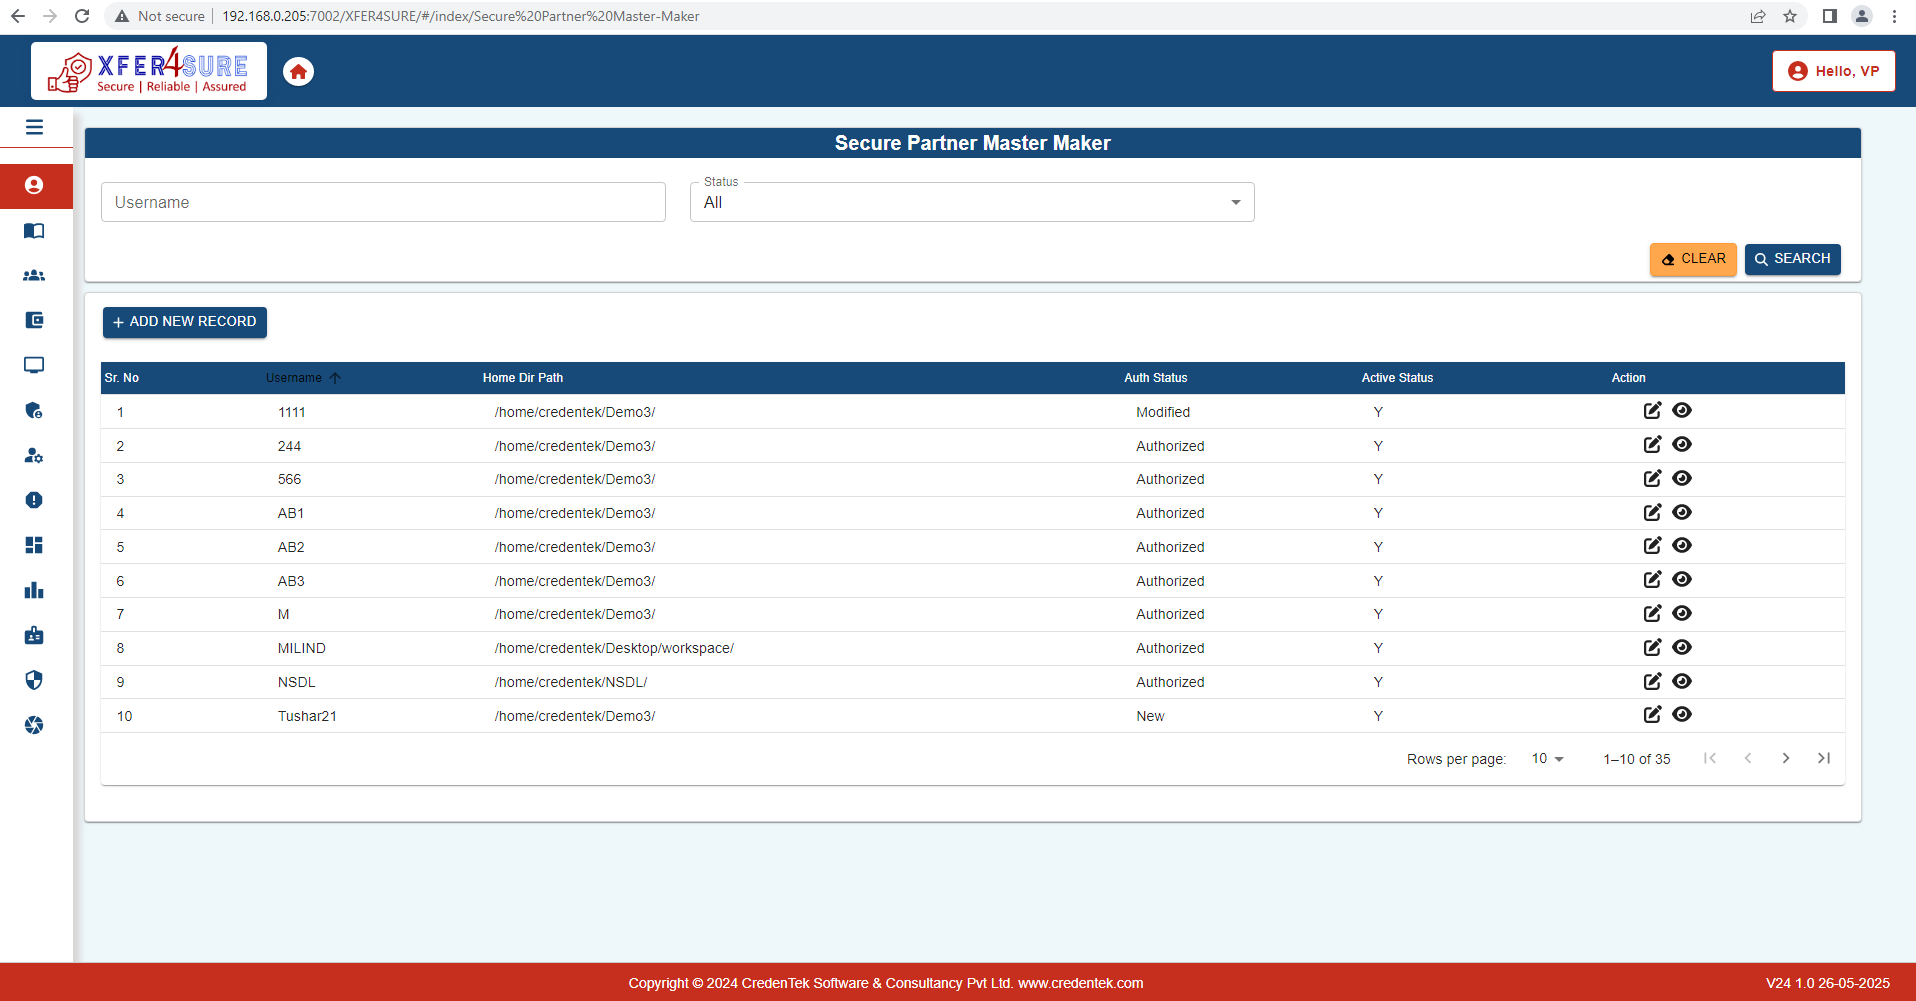 Not secure 192.168.0.205:7002/XFER4SURE/#/index/Secure%20Partner%20Master-Maker
XFER4SURE
Secure | Reliable | Assured
Hello, VP
Secure Partner Master Maker
Username
Status
All
CLEAR SEARCH
+ ADD NEW RECORD
Sr. No Username Home Dir Path Auth Status Active Status Action
1 1111 /home/credentek/Demo3/ Modified Y
2 244 /home/credentek/Demo3/ Authorized Y
3 566 /home/credentek/Demo3/ Authorized Y
4 AB1 /home/credentek/Demo3/ Authorized Y
5 AB2 /home/credentek/Demo3/ Authorized Y
6 AB3 /home/credentek/Demo3/ Authorized Y
7 M /home/credentek/Demo3/ Authorized Y
8 MILIND /home/credentek/Desktop/workspace/ Authorized Y
9 NSDL /home/credentek/NSDL/ Authorized Y
10 Tushar21 /home/credentek/Demo3/ New Y
Rows per page: 10 1–10 of 35
Copyright © 2024 CredenTek Software & Consultancy Pvt Ltd. www.credentek.com V24 1.0 26-05-2025